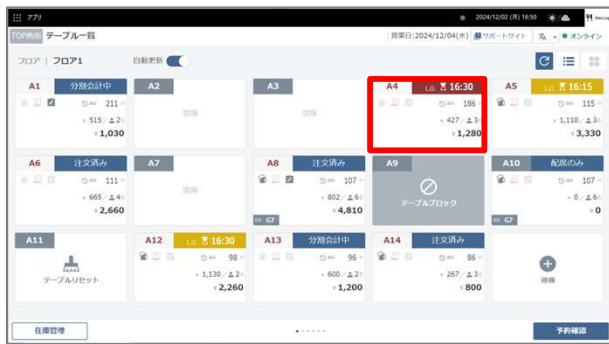 アプリ 2024/12/02 (月) 16:50
TOP画面 テーブル一覧 営業日:2024/12/04(水) サポートサイト オンライン
フロア | フロア1 自動更新
A1 分割会計中 A2 A3 A4 L.O. 16:30 A5 L.O. 16:15
211 空席 空席 186 115
515 / 2 427 / 3 1,110 / 3
1,030 1,280 3,330
A6 注文済み A7 A8 注文済み A9 A10 配席のみ
111 空席 107 107
665 / 4 802 / 6 テーブルブロック 0 / 6
2,660 G7 4,810 G7 0
A11 A12 L.O. 16:30 A13 分割会計中 A14 注文済み
98 96 86
テーブルリセット 1,130 / 2 600 / 2 267 / 3 待機
2,260 1,200 800
在庫管理 予約確認